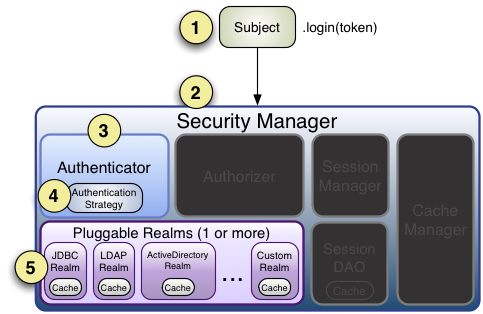 1
Subject
.login(token)
2
Security Manager
3
Authenticator
4
Authentication
Strategy
Authorizer
Session
Manager
Cache
Manager
Session
DAO
Cache
Pluggable Realms (1 or more)
5
JDBC
Realm
Cache
LDAP
Realm
Cache
ActiveDirectory
Realm
Cache
...
Custom
Realm
Cache